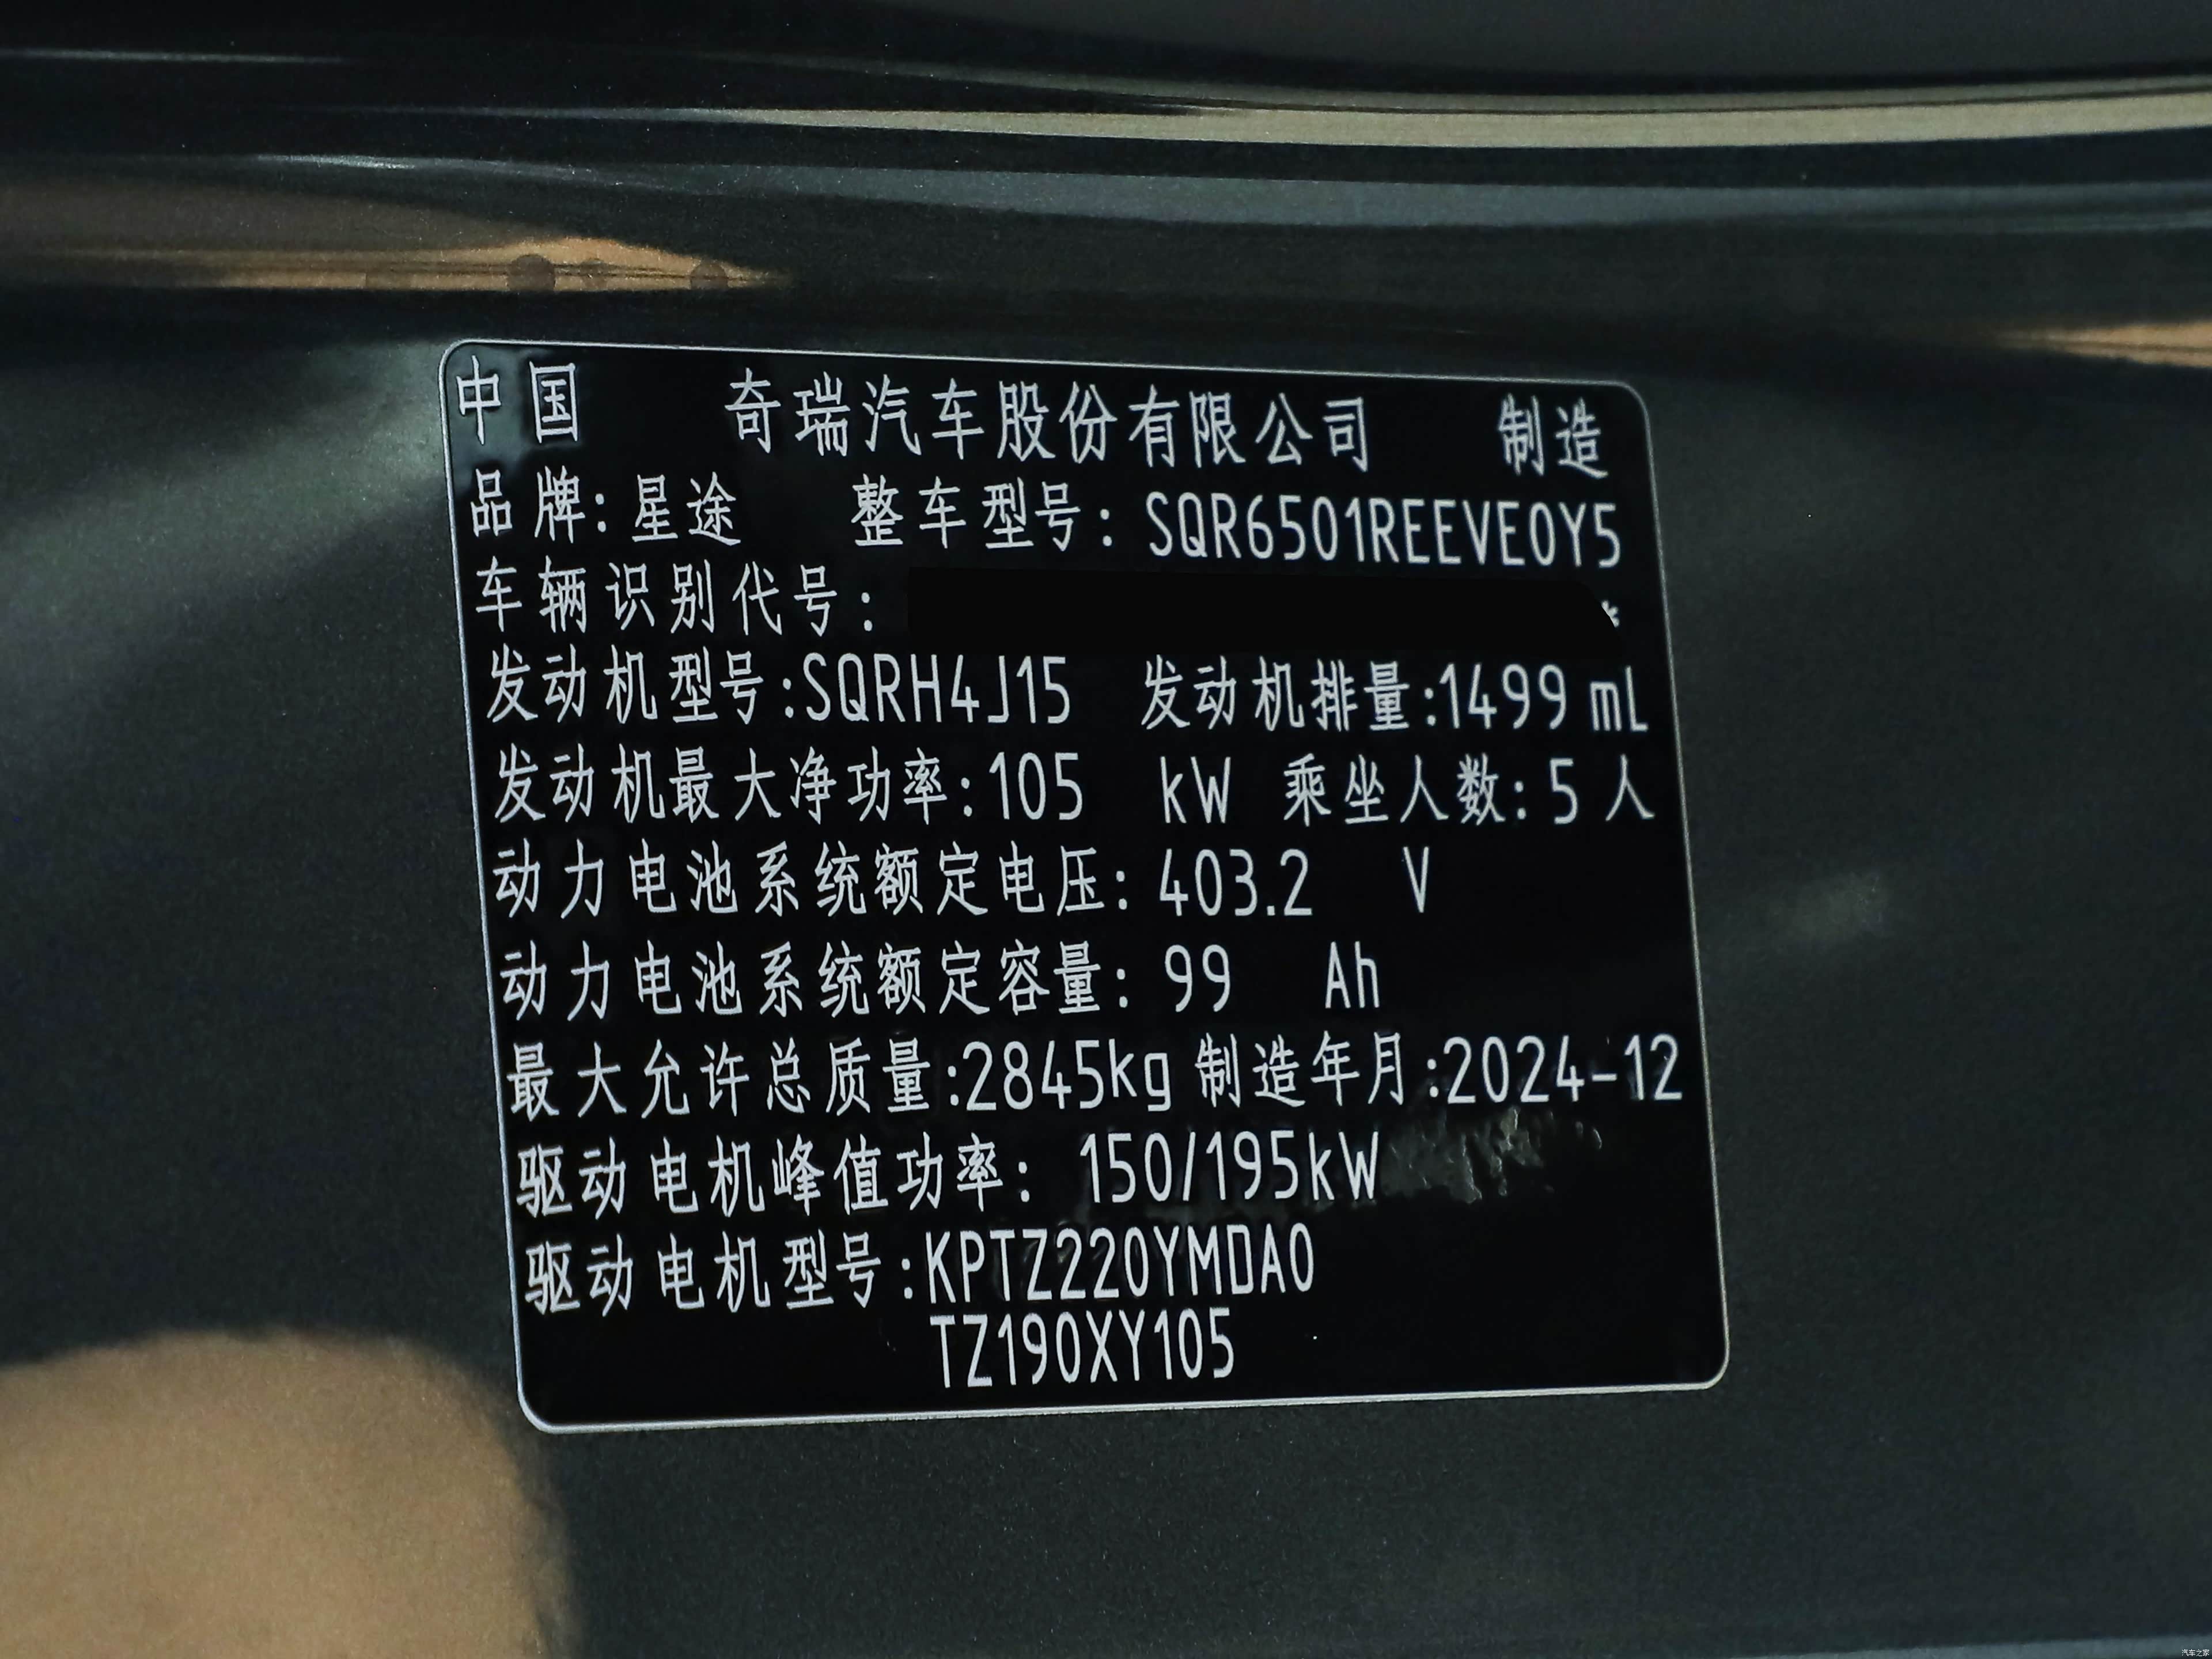 中国 奇瑞汽车股份有限公司 制造
品牌：星途 整车型号：SQR6501REEVE0Y5
车辆识别代号： *
发动机型号:SQRH4J15 发动机排量:1499 mL
发动机最大净功率:105 kW 乘坐人数:5 人
动力电池系统额定电压: 403.2 V
动力电池系统额定容量: 99 Ah
最大允许总质量:2845kg 制造年月:2024-12
驱动电机峰值功率: 150/195kW
驱动电机型号:KPTZ220YMDA0
TZ190XY105
汽车之家